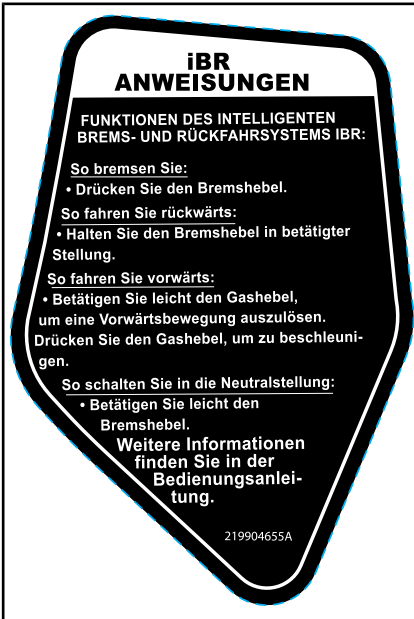 iBR
ANWEISUNGEN
FUNKTIONEN DES INTELLIGENTEN
BREMS- UND RÜCKFAHRSYSTEMS IBR:
So bremsen Sie:
• Drücken Sie den Bremshebel.
So fahren Sie rückwärts:
• Halten Sie den Bremshebel in betätigter
Stellung.
So fahren Sie vorwärts:
• Betätigen Sie leicht den Gashebel,
um eine Vorwärtsbewegung auszulösen.
Drücken Sie den Gashebel, um zu beschleuni-
gen.
So schalten Sie in die Neutralstellung:
• Betätigen Sie leicht den
Bremshebel.
Weitere Informationen
finden Sie in der
Bedienungsanlei-
tung.
219904655A